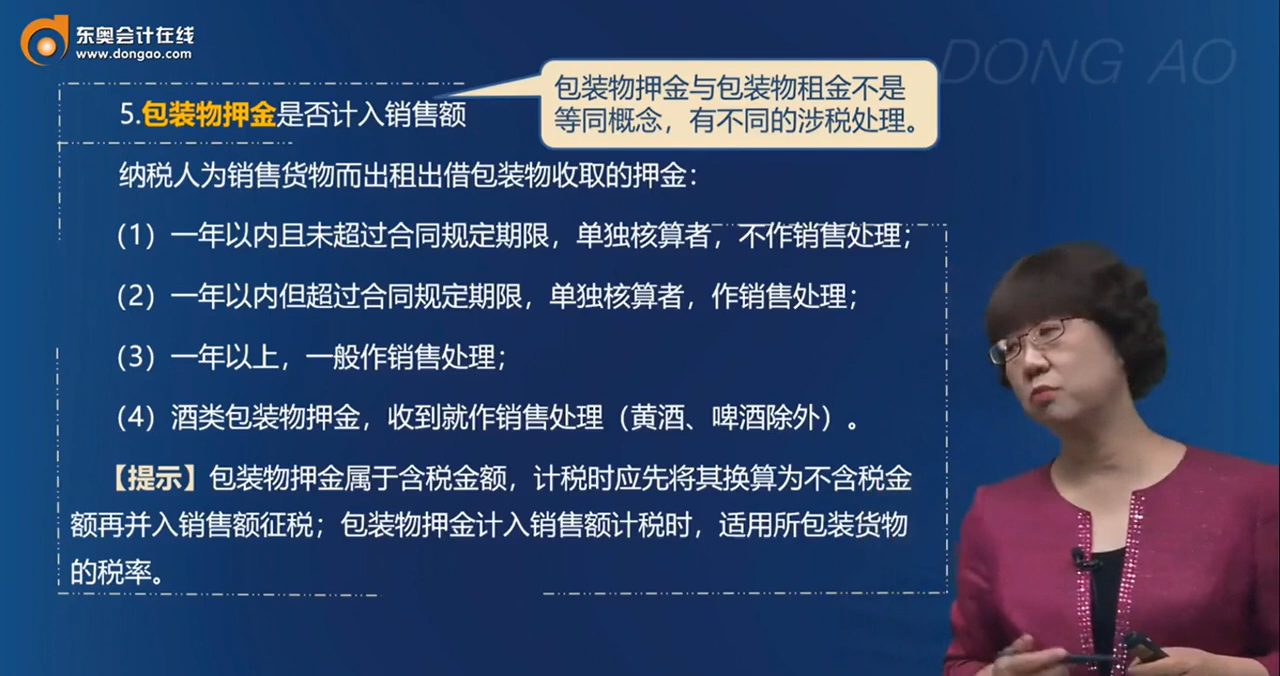 东奥会计在线
www.dongao.com
DONG AO
5.包装物押金是否计入销售额
包装物押金与包装物租金不是
等同概念，有不同的涉税处理。
纳税人为销售货物而出租出借包装物收取的押金：
（1）一年以内且未超过合同规定期限，单独核算者，不作销售处理；
（2）一年以内但超过合同规定期限，单独核算者，作销售处理；
（3）一年以上，一般作销售处理；
（4）酒类包装物押金，收到就作销售处理（黄酒、啤酒除外）。
【提示】包装物押金属于含税金额，计税时应先将其换算为不含税金
额再并入销售额征税；包装物押金计入销售额计税时，适用所包装货物
的税率。